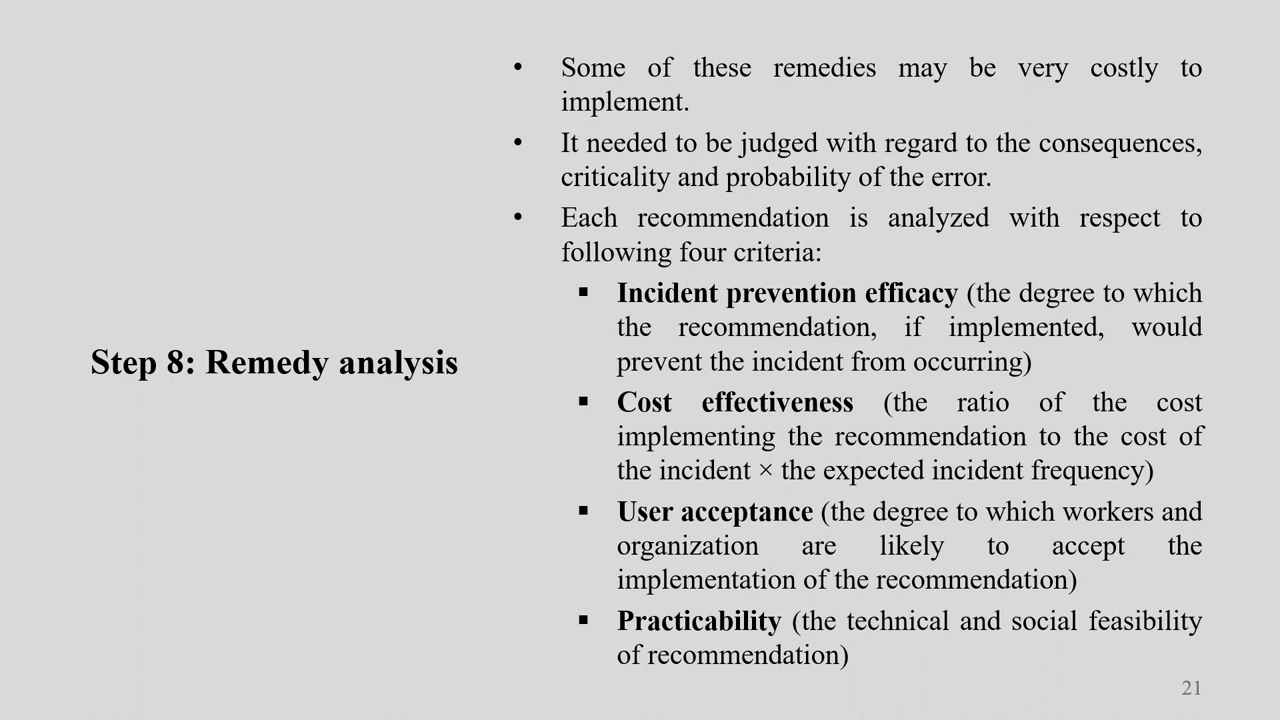 Step 8: Remedy analysis
• Some of these remedies may be very costly to
implement.
• It needed to be judged with regard to the consequences,
criticality and probability of the error.
• Each recommendation is analyzed with respect to
following four criteria:
▪ Incident prevention efficacy (the degree to which
the recommendation, if implemented, would
prevent the incident from occurring)
▪ Cost effectiveness (the ratio of the cost
implementing the recommendation to the cost of
the incident × the expected incident frequency)
▪ User acceptance (the degree to which workers and
organization are likely to accept the
implementation of the recommendation)
▪ Practicability (the technical and social feasibility
of recommendation)
21